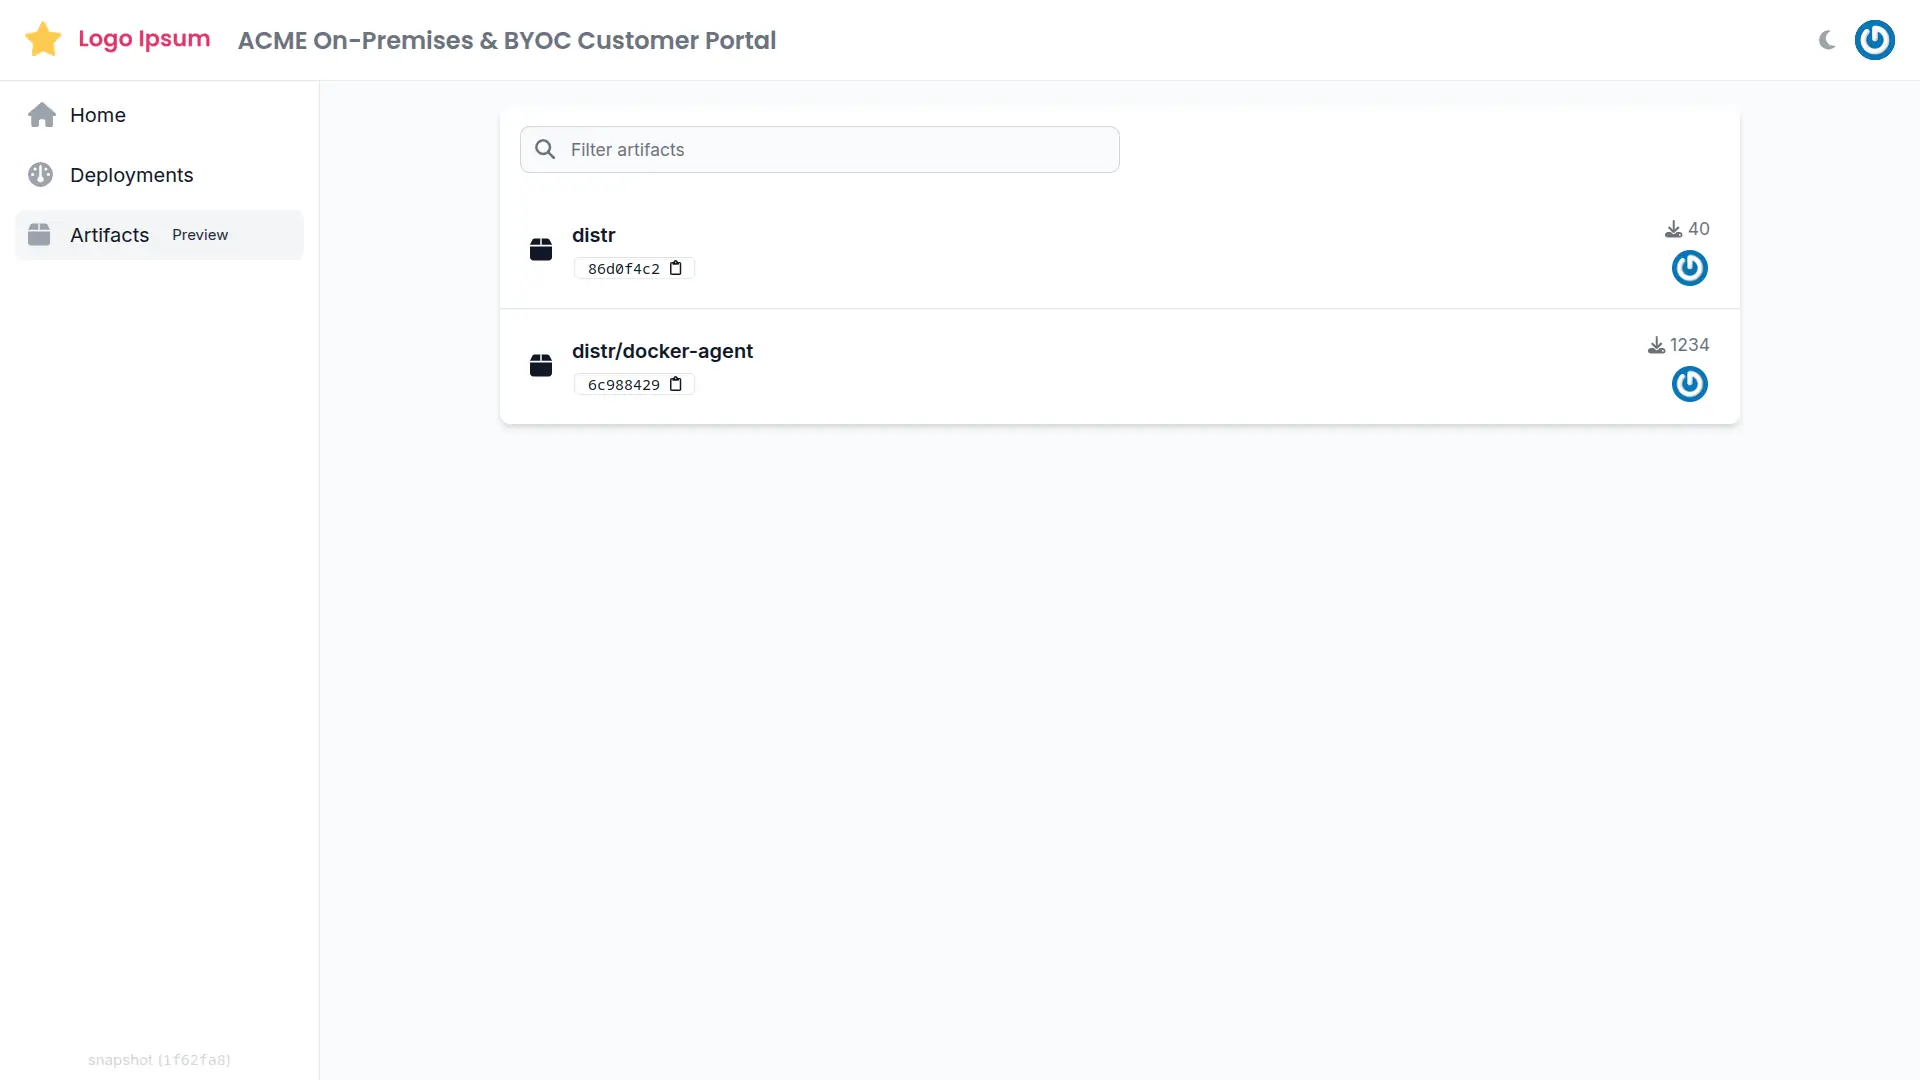 Logo Ipsum
ACME On-Premises & BYOC Customer Portal
Home
Deployments
Artifacts Preview
Filter artifacts
distr
86d0f4c2
40
distr/docker-agent
6c988429
1234
snapshot (1f62fa8)